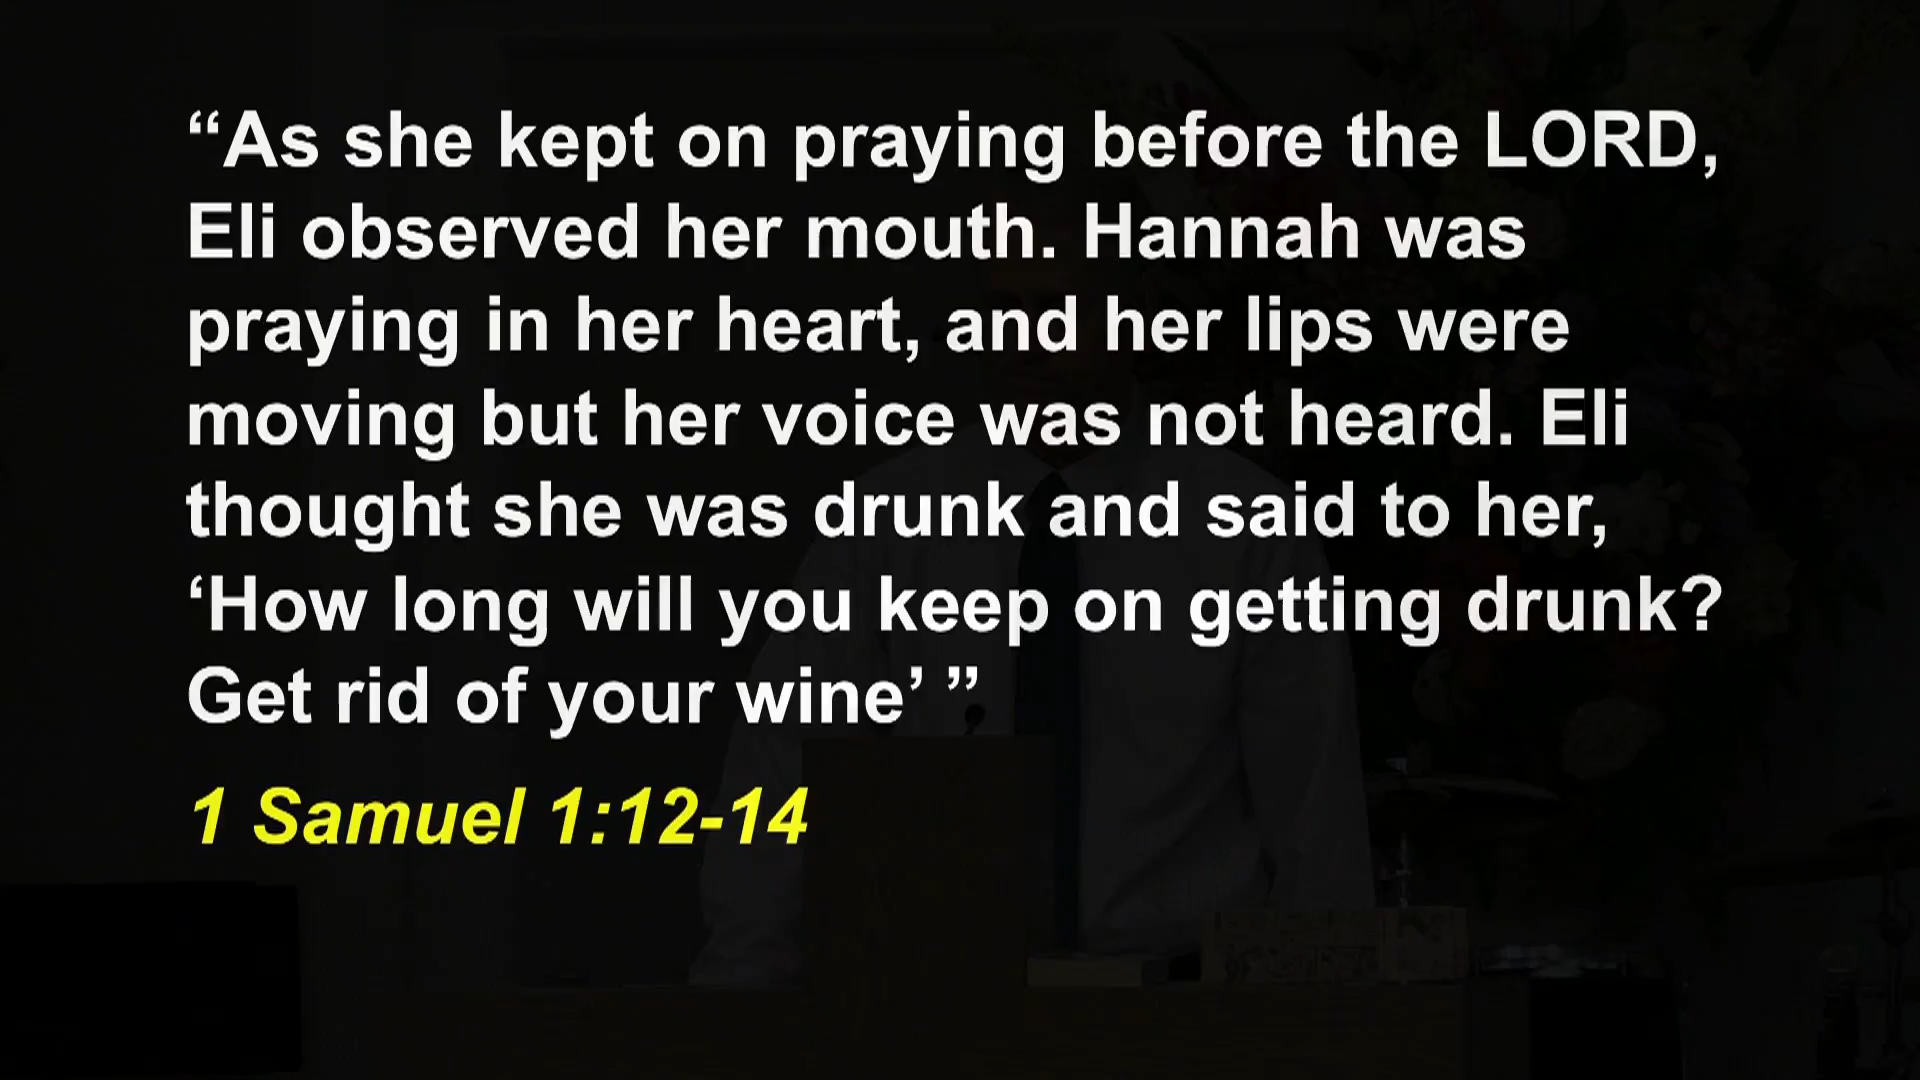 “As she kept on praying before the LORD,
Eli observed her mouth. Hannah was
praying in her heart, and her lips were
moving but her voice was not heard. Eli
thought she was drunk and said to her,
‘How long will you keep on getting drunk?
Get rid of your wine’ ”
1 Samuel 1:12-14